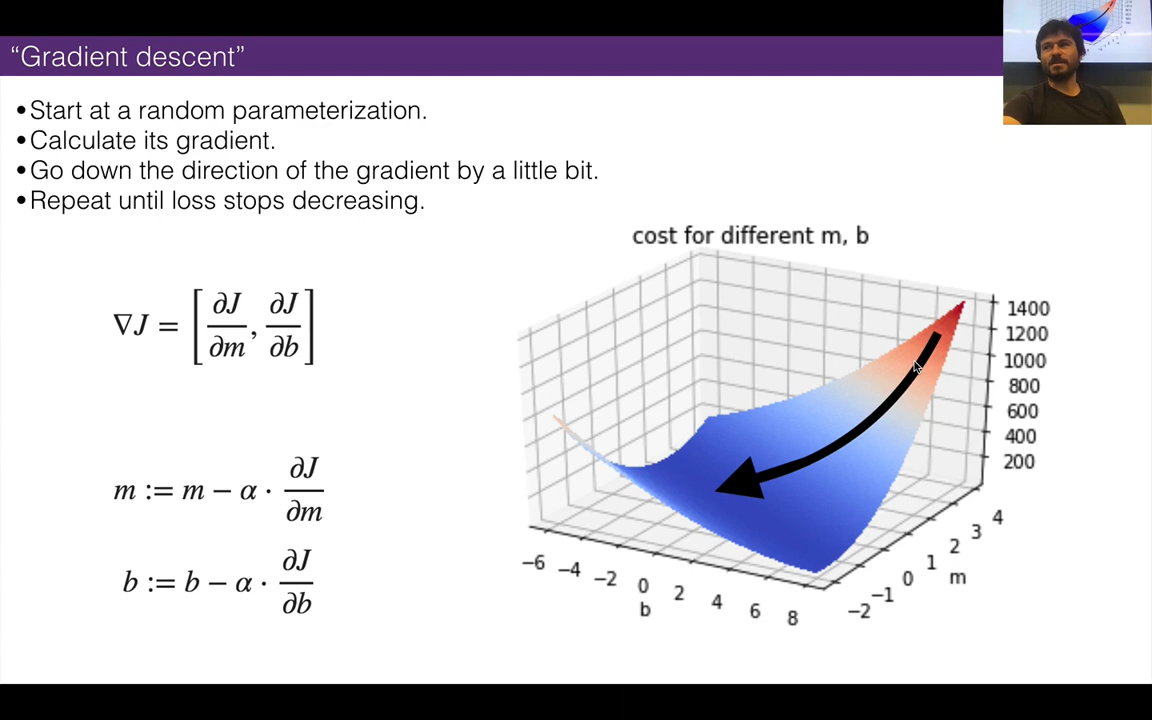 “Gradient descent”
•Start at a random parameterization.
•Calculate its gradient.
•Go down the direction of the gradient by a little bit.
•Repeat until loss stops decreasing.
∇J = [∂J/∂m, ∂J/∂b]
m := m − α · ∂J/∂m
b := b − α · ∂J/∂b
cost for different m, b
1400
1200
1000
800
600
400
200
−6 −4 −2 0 2 4 6 8
b
−2 −1 0 1 2 3 4
m